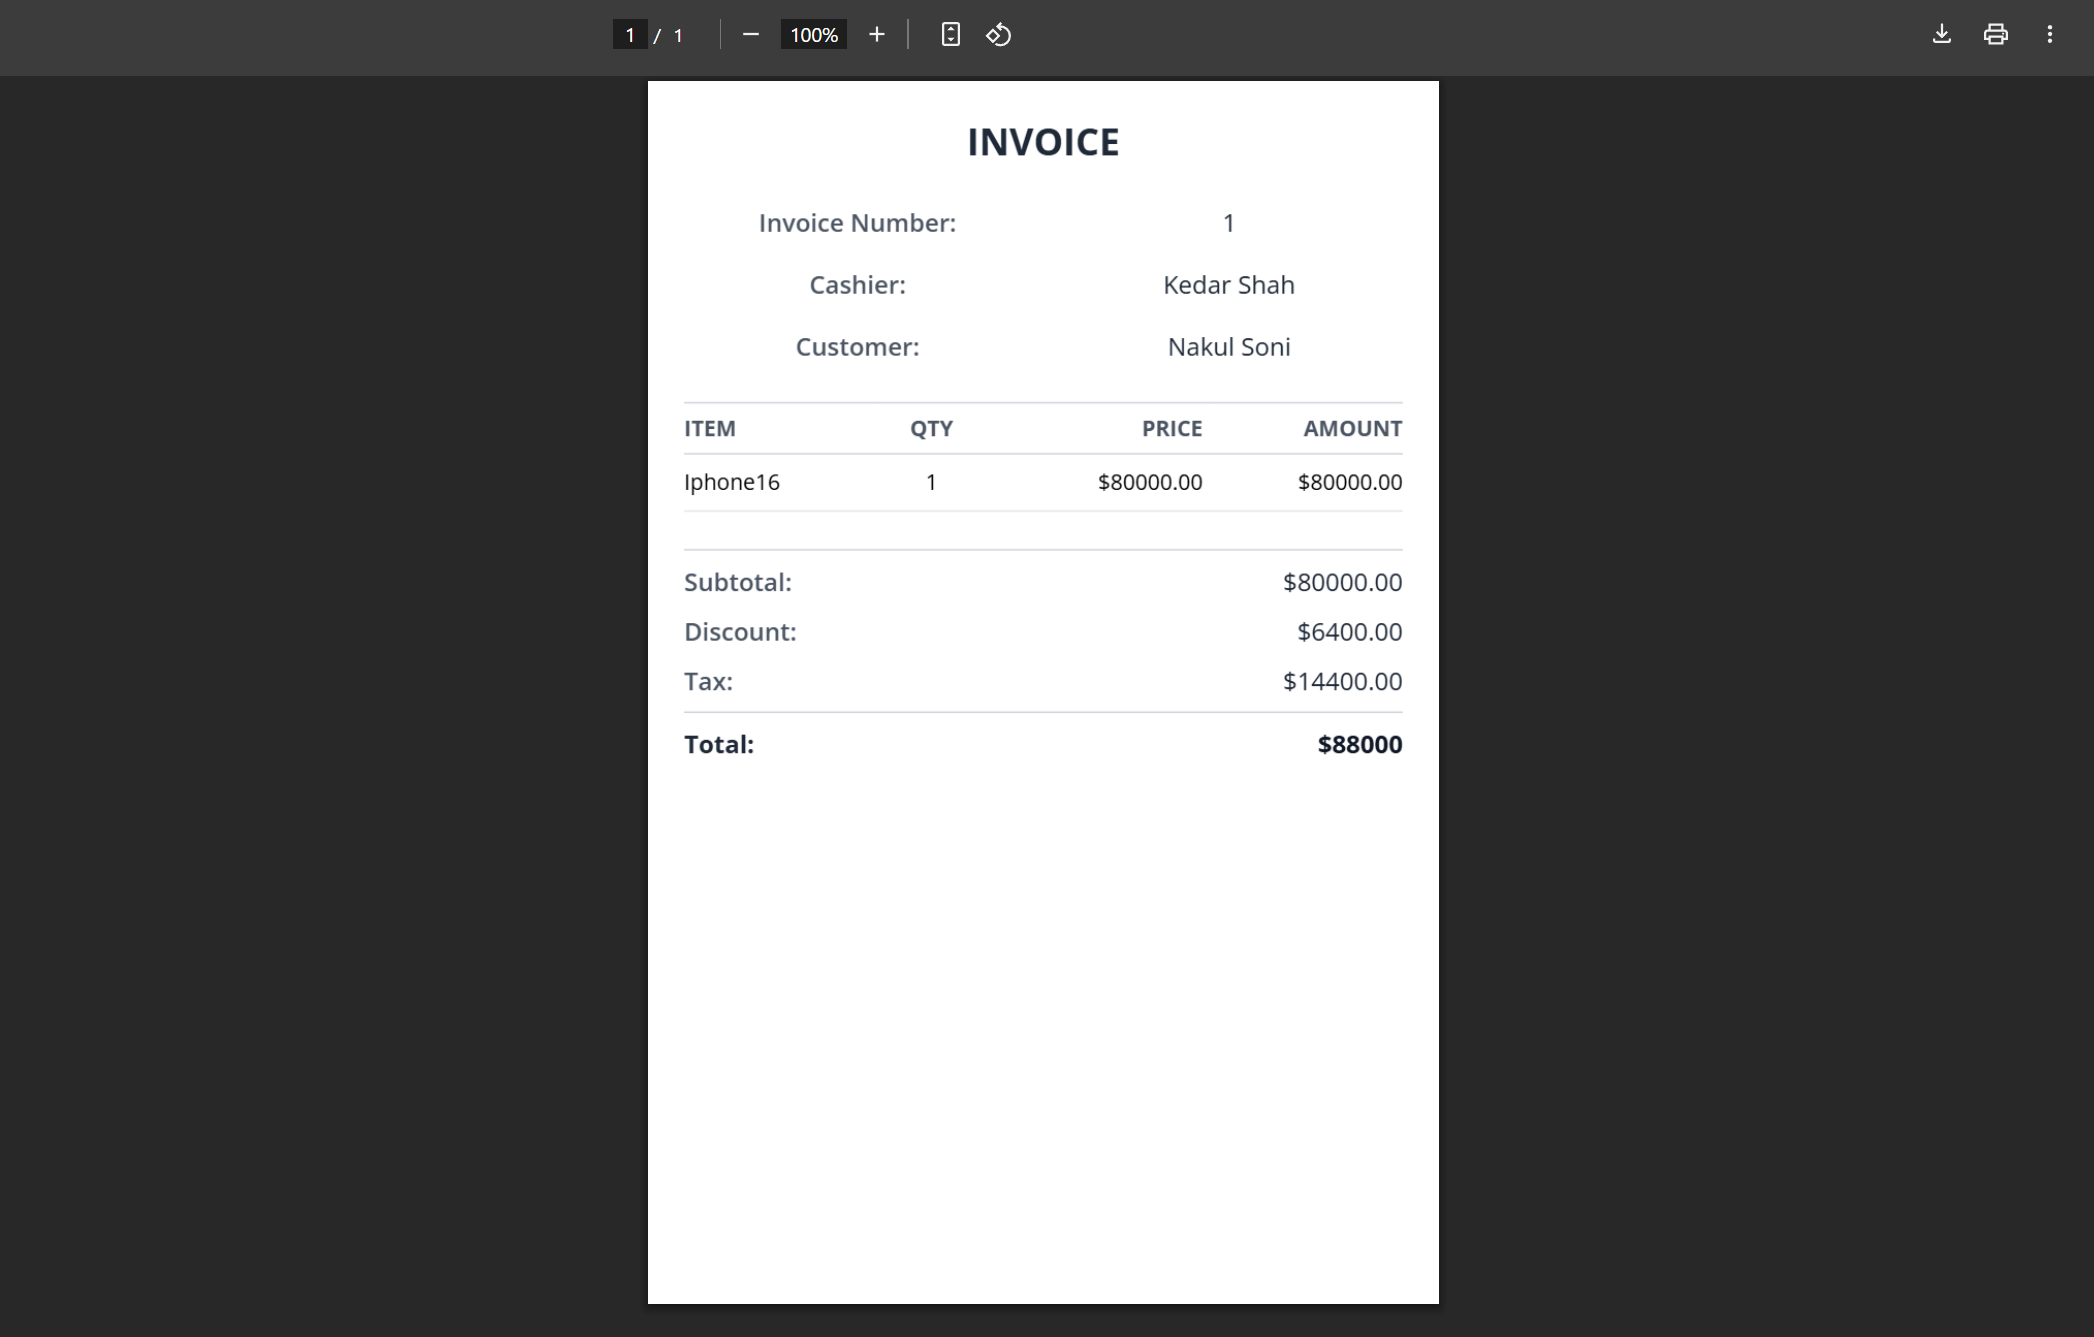 1 / 1 100%
INVOICE
Invoice Number: 1
Cashier: Kedar Shah
Customer: Nakul Soni
ITEM QTY PRICE AMOUNT
Iphone16 1 $80000.00 $80000.00
Subtotal: $80000.00
Discount: $6400.00
Tax: $14400.00
Total: $88000